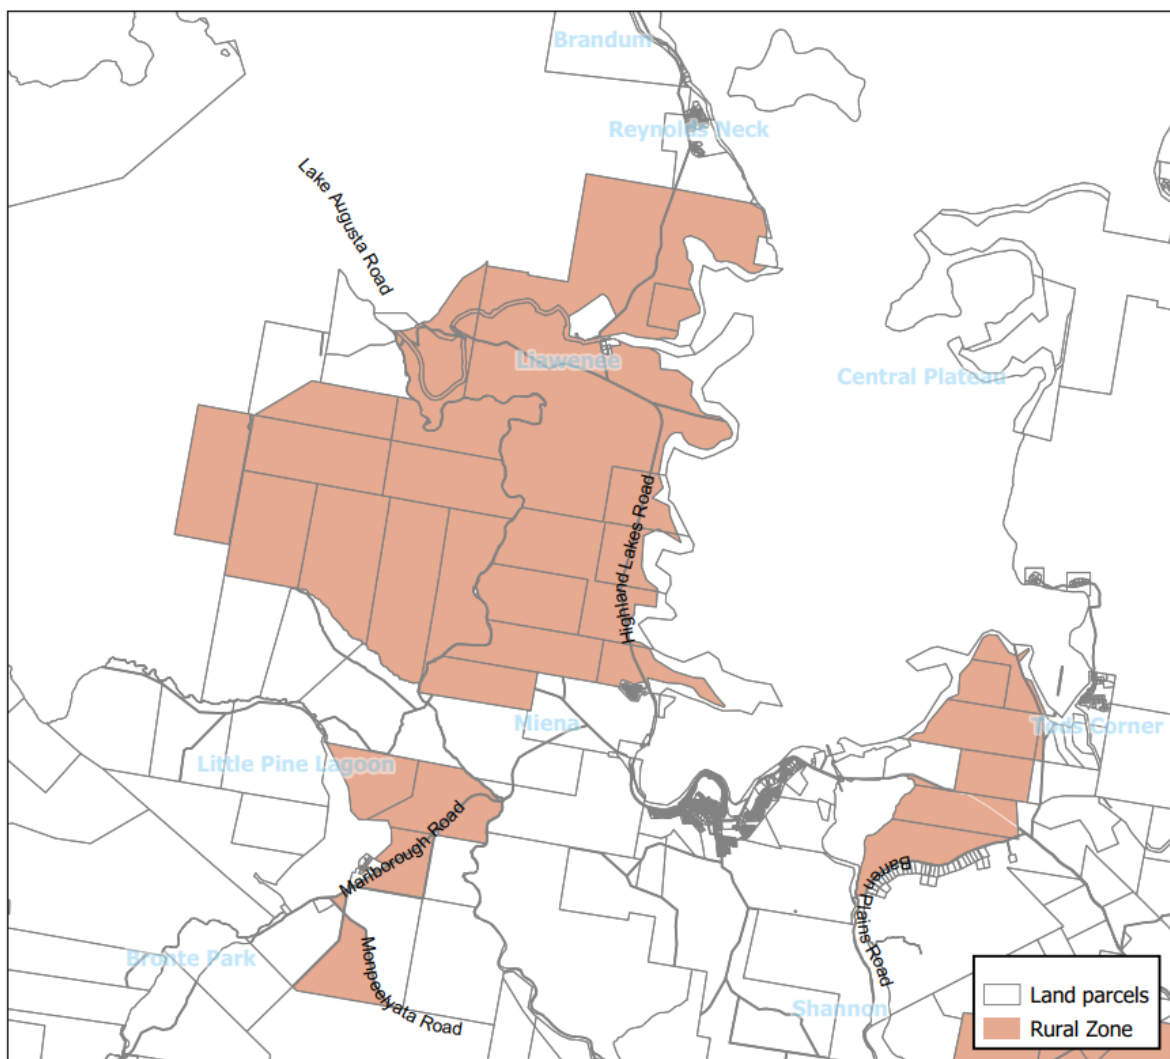 Brandum
Reynolds Neck
Lake Augusta Road
Liawenee
Central Plateau
Highland Lakes Road
Miena
Tods Corner
Little Pine Lagoon
Marlborough Road
Barren Plains Road
Bronte Park
Monpeelyata Road
Shannon
Land parcels
Rural Zone